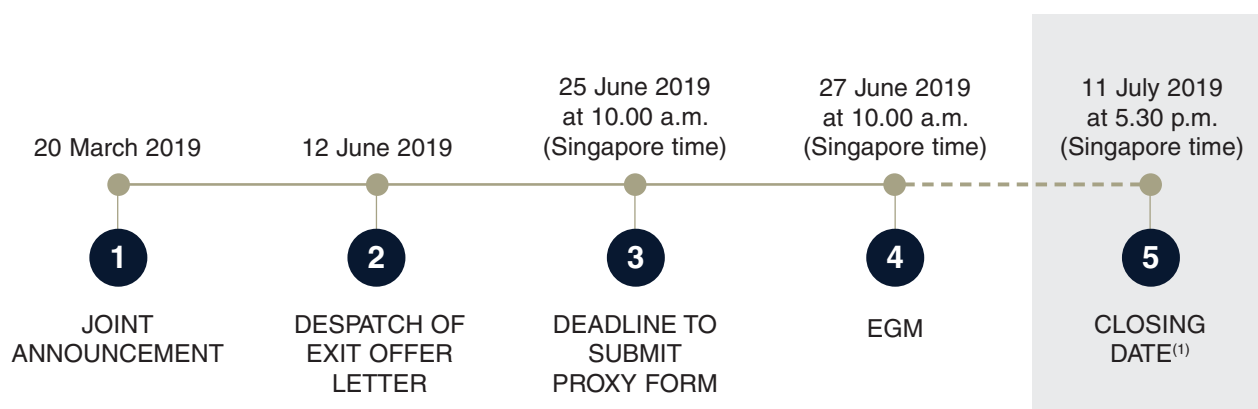 20 March 2019
12 June 2019
25 June 2019
at 10.00 a.m.
(Singapore time)
27 June 2019
at 10.00 a.m.
(Singapore time)
11 July 2019
at 5.30 p.m.
(Singapore time)
1
2
3
4
5
JOINT
ANNOUNCEMENT
DESPATCH OF
EXIT OFFER
LETTER
DEADLINE TO
SUBMIT
PROXY FORM
EGM
CLOSING
DATE(1)